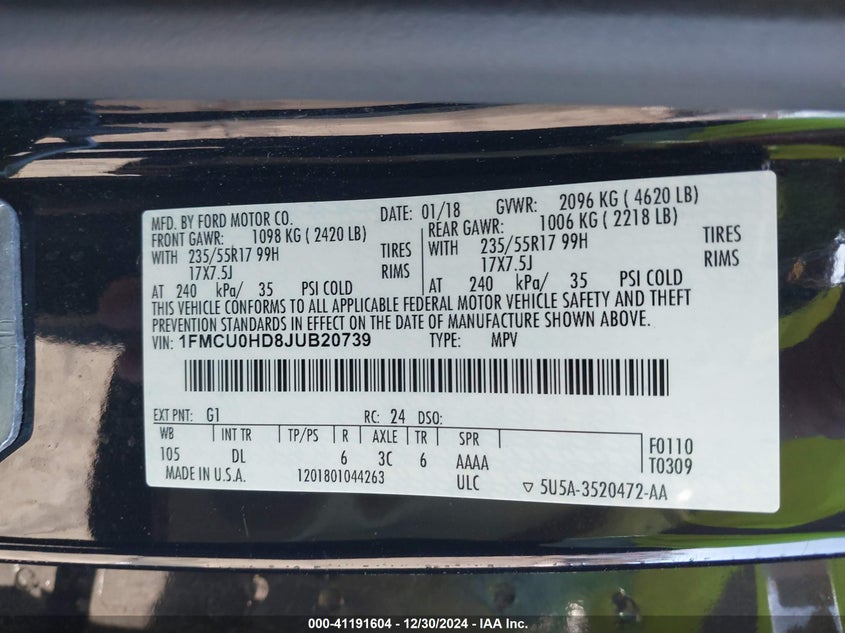 MFD. BY FORD MOTOR CO. DATE: 01/18 GVWR: 2096 KG ( 4620 LB)
FRONT GAWR: 1098 KG ( 2420 LB) REAR GAWR: 1006 KG ( 2218 LB)
WITH 235/55R17 99H TIRES WITH 235/55R17 99H TIRES
17X7.5J RIMS 17X7.5J RIMS
AT 240 kPa/ 35 PSI COLD AT 240 kPa/ 35 PSI COLD
THIS VEHICLE CONFORMS TO ALL APPLICABLE FEDERAL MOTOR VEHICLE SAFETY AND THEFT
PREVENTION STANDARDS IN EFFECT ON THE DATE OF MANUFACTURE SHOWN ABOVE.
VIN: 1FMCU0HD8JUB20739 TYPE: MPV
EXT PNT: G1 RC: 24 DSO:
WB INT TR TP/PS R AXLE TR SPR F0110
105 DL 6 3C 6 AAAA T0309
MADE IN U.S.A. 1201801044263 ULC ▽ 5U5A-3520472-AA
000-41191604 - 12/30/2024 - IAA Inc.